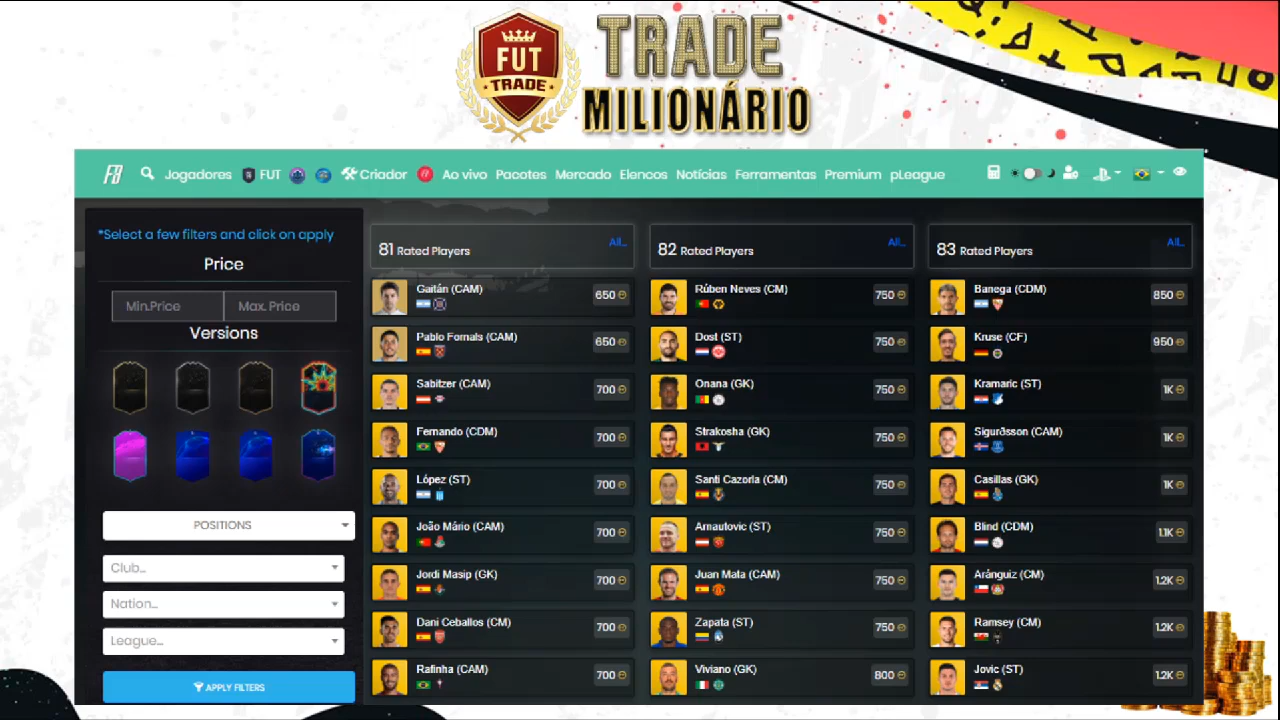 FUT
TRADE
TRADE
MILIONÁRIO
Jogadores FUT Criador Ao vivo Pacotes Mercado Elencos Notícias Ferramentas Premium pLeague
*Select a few filters and click on apply
Price
Min.Price Max. Price
Versions
POSITIONS
Club...
Nation...
League...
APPLY FILTERS
81 Rated Players All...
Gaitán (CAM) 650
Pablo Fornals (CAM) 650
Sabitzer (CAM) 700
Fernando (CDM) 700
López (ST) 700
João Mário (CAM) 700
Jordi Masip (GK) 700
Dani Ceballos (CM) 700
Rafinha (CAM) 700
82 Rated Players All...
Rúben Neves (CM) 750
Dost (ST) 750
Onana (GK) 750
Strakosha (GK) 750
Santi Cazorla (CM) 750
Arnautovic (ST) 750
Juan Mata (CAM) 750
Zapata (ST) 750
Viviano (GK) 800
83 Rated Players All...
Banega (CDM) 850
Kruse (CF) 950
Kramaric (ST) 1K
Sigurðsson (CAM) 1K
Casillas (GK) 1K
Blind (CDM) 1.1K
Aránguiz (CM) 1.2K
Ramsey (CM) 1.2K
Jovic (ST) 1.2K